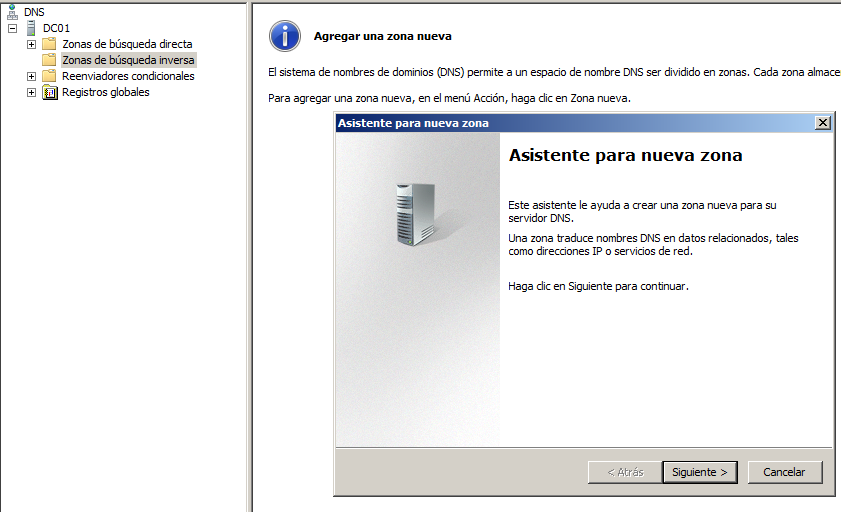 DNS
DC01
Zonas de búsqueda directa
Zonas de búsqueda inversa
Reenviadores condicionales
Registros globales
Agregar una zona nueva
El sistema de nombres de dominios (DNS) permite a un espacio de nombre DNS ser dividido en zonas. Cada zona almace
Para agregar una zona nueva, en el menú Acción, haga clic en Zona nueva.
Asistente para nueva zona
Asistente para nueva zona
Este asistente le ayuda a crear una zona nueva para su
servidor DNS.
Una zona traduce nombres DNS en datos relacionados, tales
como direcciones IP o servicios de red.
Haga clic en Siguiente para continuar.
< Atrás
Siguiente >
Cancelar